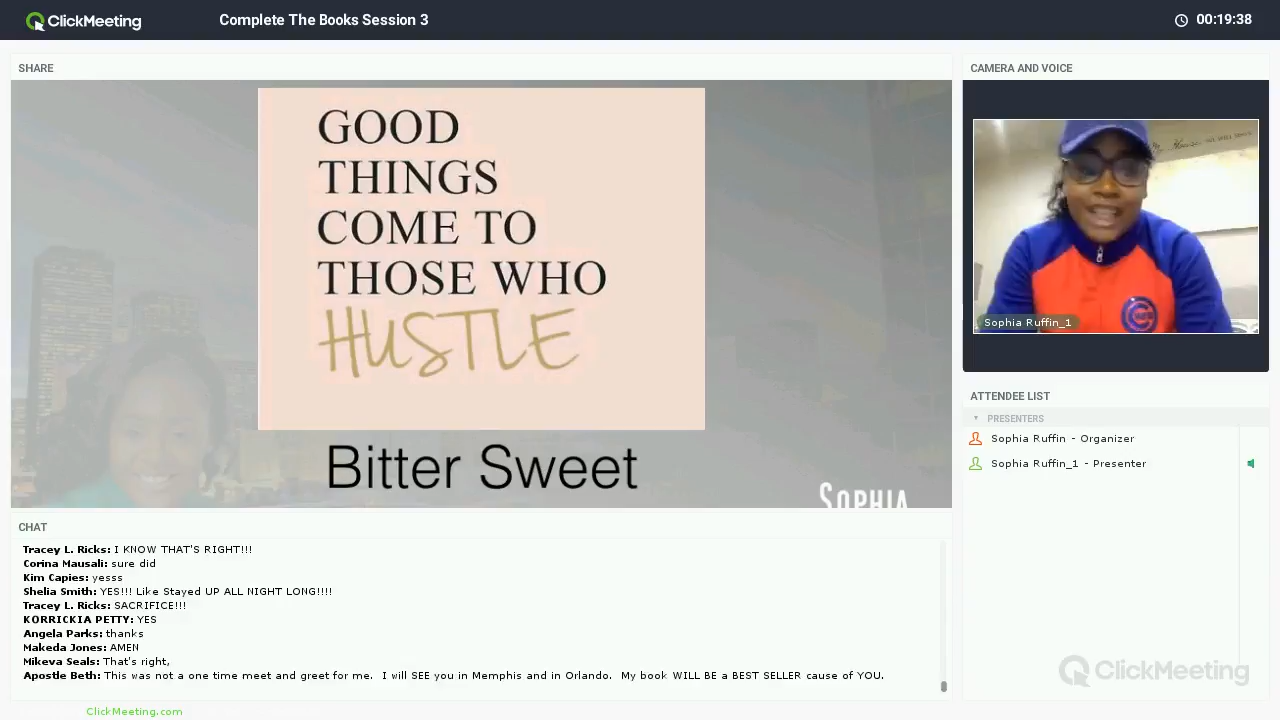 ClickMeeting
Complete The Books Session 3
00:19:38
SHARE
GOOD
THINGS
COME TO
THOSE WHO
HUSTLE
Bitter Sweet
SOPHIA
CAMERA AND VOICE
Sophia Ruffin_1
ATTENDEE LIST
PRESENTERS
Sophia Ruffin - Organizer
Sophia Ruffin_1 - Presenter
CHAT
Tracey L. Ricks: I KNOW THAT'S RIGHT!!!
Corina Mausali: sure did
Kim Capies: yesss
Shelia Smith: YES!!! Like Stayed UP ALL NIGHT LONG!!!!
Tracey L. Ricks: SACRIFICE!!!
KORRICKIA PETTY: YES
Angela Parks: thanks
Makeda Jones: AMEN
Mikeva Seals: That's right,
Apostle Beth: This was not a one time meet and greet for me. I will SEE you in Memphis and in Orlando. My book WILL BE a BEST SELLER cause of YOU.
ClickMeeting
ClickMeeting.com